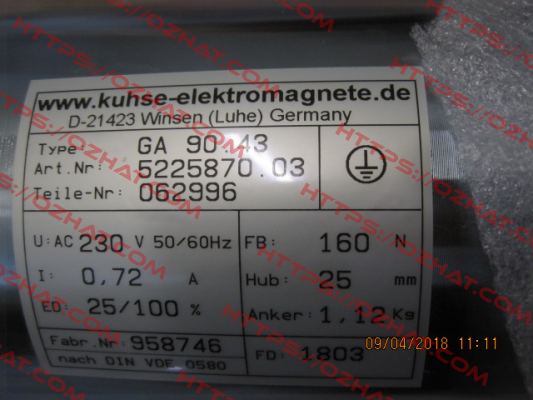 www.kuhse-elektromagnete.de
D-21423 Winsen (Luhe) Germany
Type: GA 90.43
Art.Nr: 5225870.03
Teile-Nr: 062996
U: AC 230 V 50/60Hz FB: 160 N
I: 0,72 A Hub: 25 mm
ED: 25/100 % Anker: 1,12 Kg
Fabr.Nr: 958746 FD: 1803
nach DIN VDE 0580
09/04/2018 11:11
HTTPS://OZHAT.COM